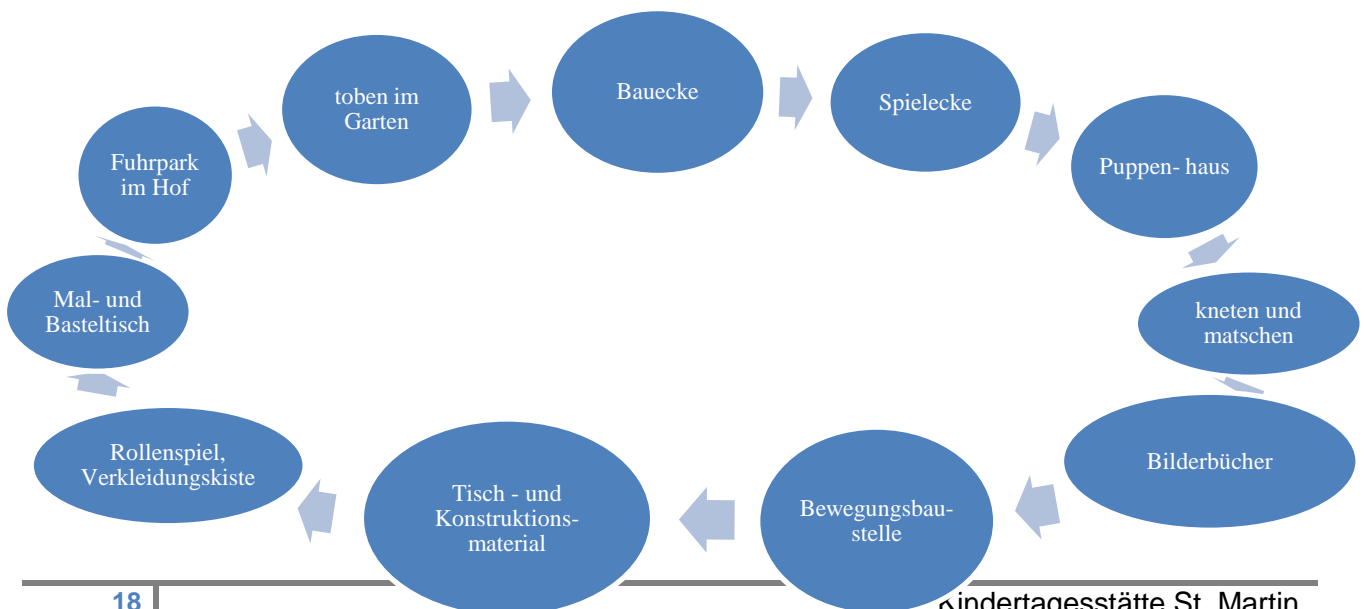 Bauecke
Spielecke
Puppen- haus
kneten und
matschen
Bilderbücher
Bewegungsbau-
stelle
Tisch - und
Konstruktions-
material
Rollenspiel,
Verkleidungskiste
Mal- und
Basteltisch
Fuhrpark
im Hof
toben im
Garten
18
Kindertagesstätte St. Martin